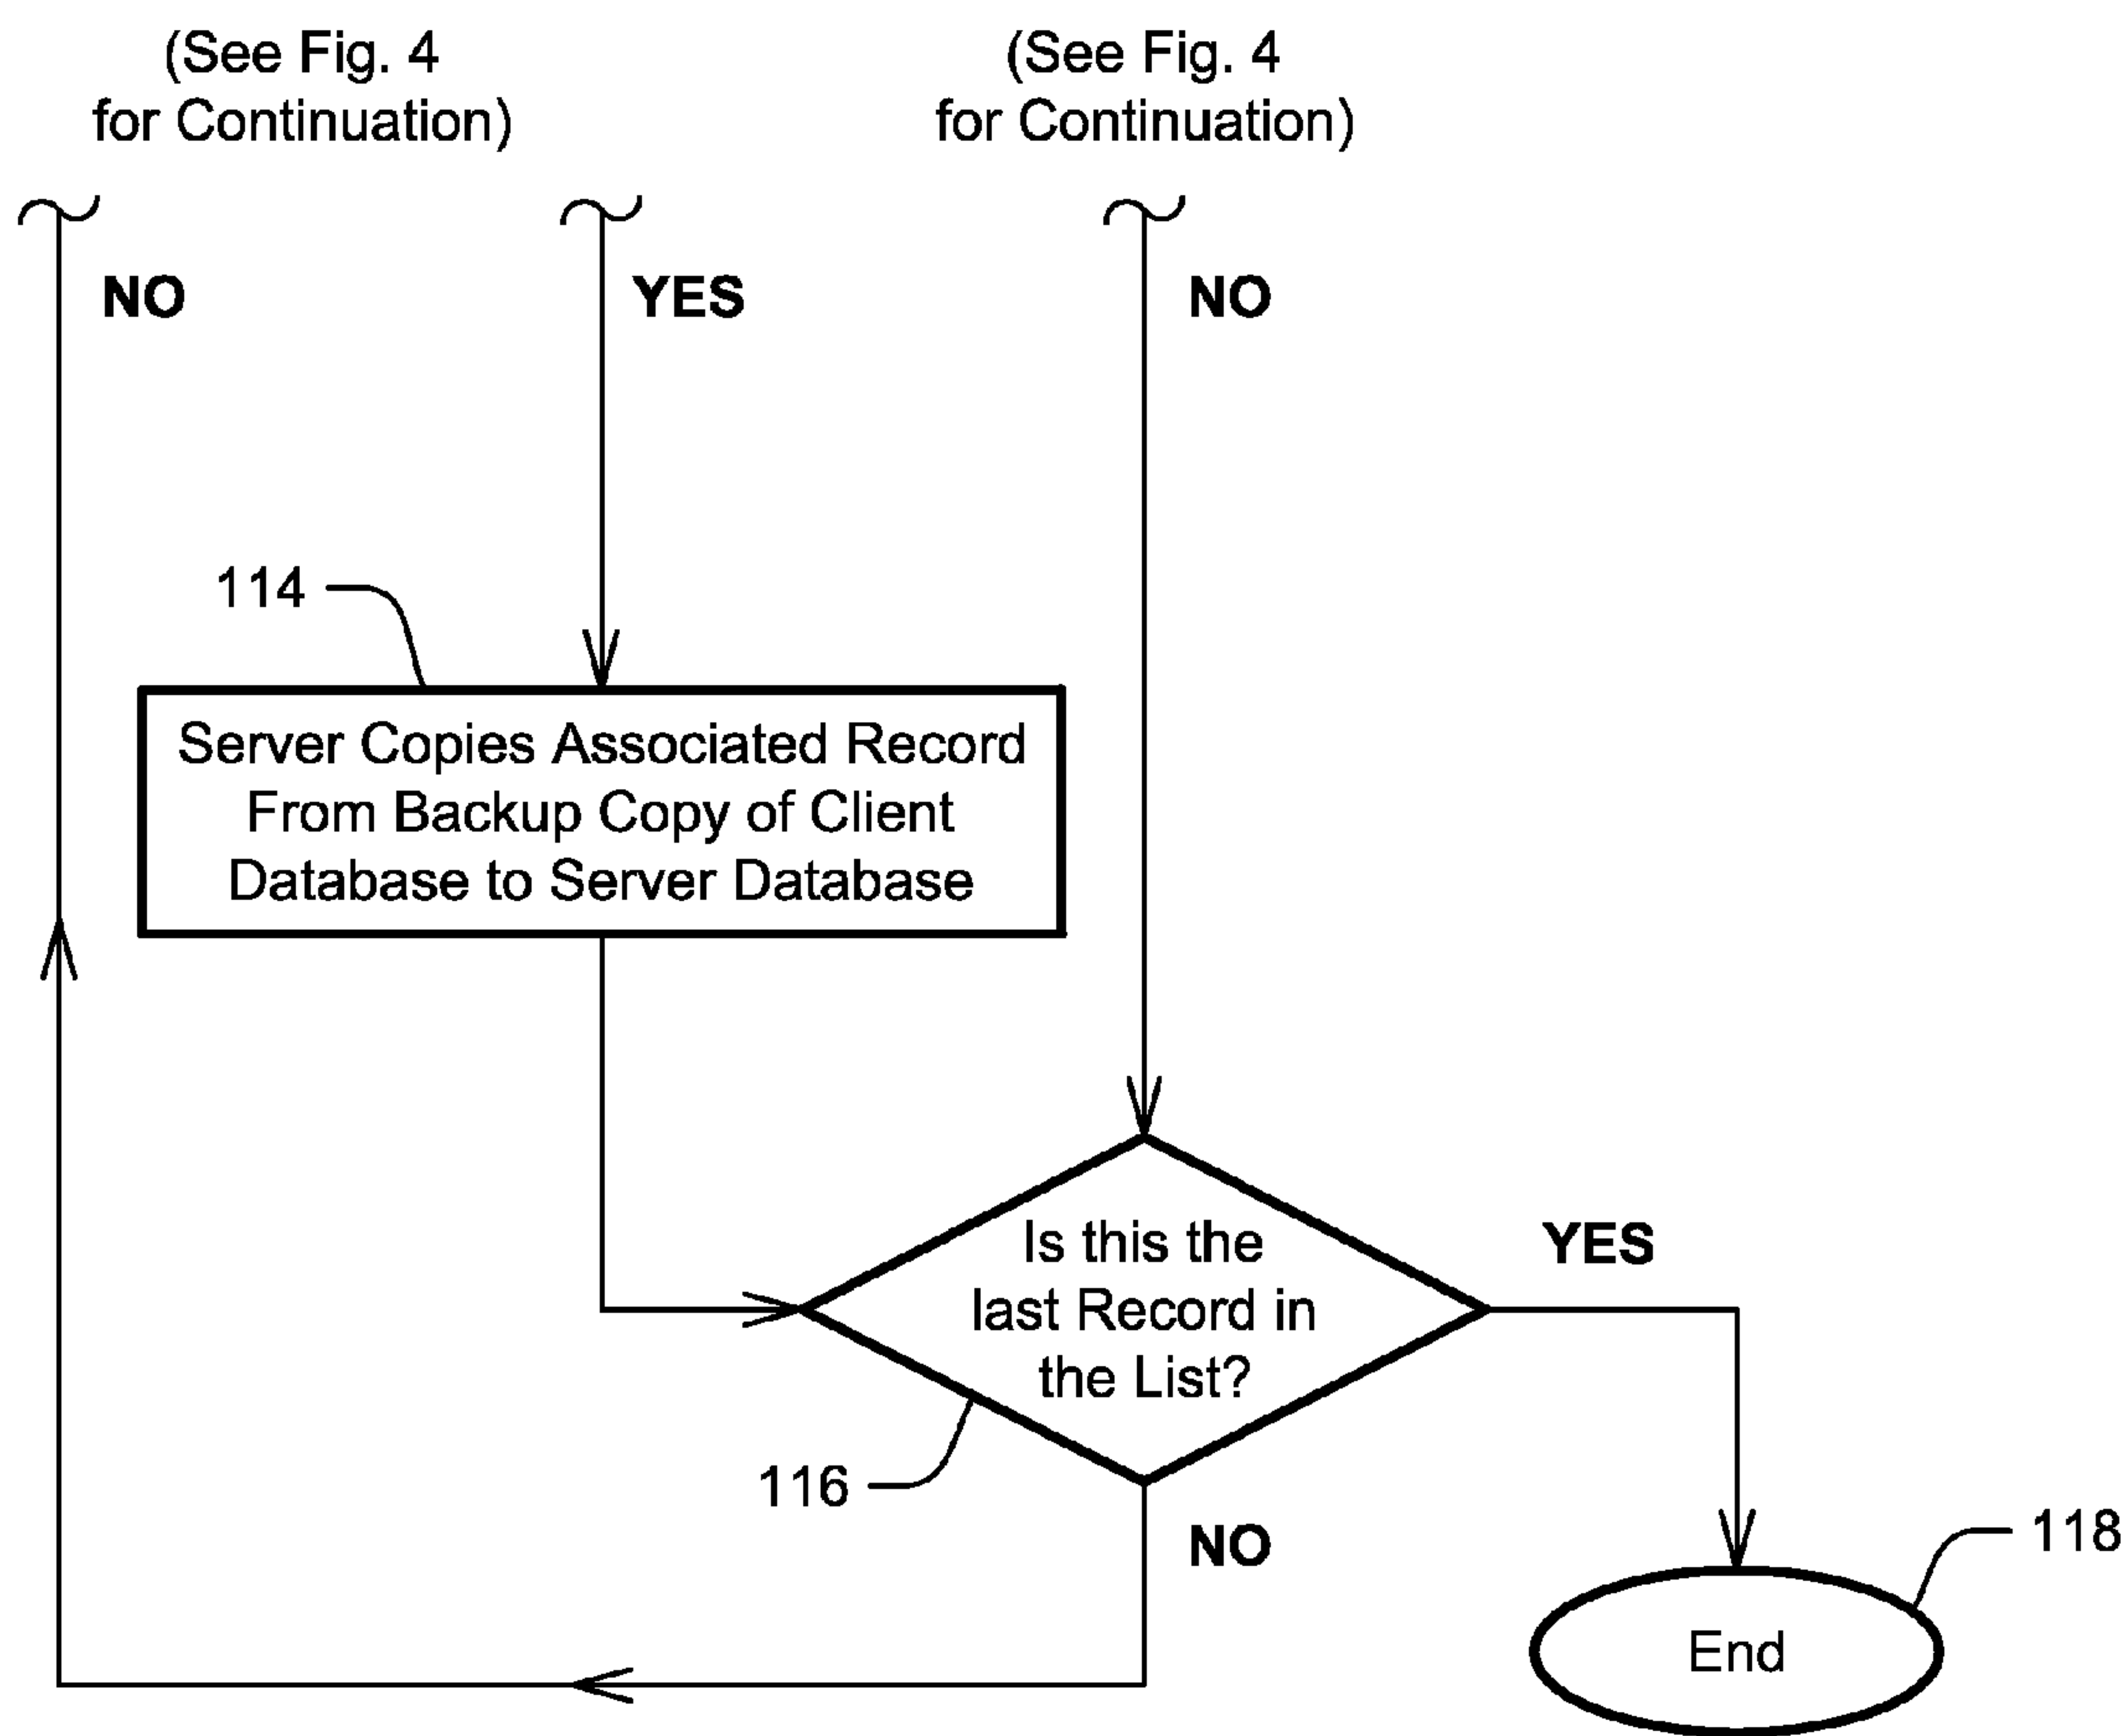 (See Fig. 4
for Continuation)
(See Fig. 4
for Continuation)
NO
YES
NO
114
Server Copies Associated Record
From Backup Copy of Client
Database to Server Database
Is this the
last Record in
the List?
YES
116
NO
118
End